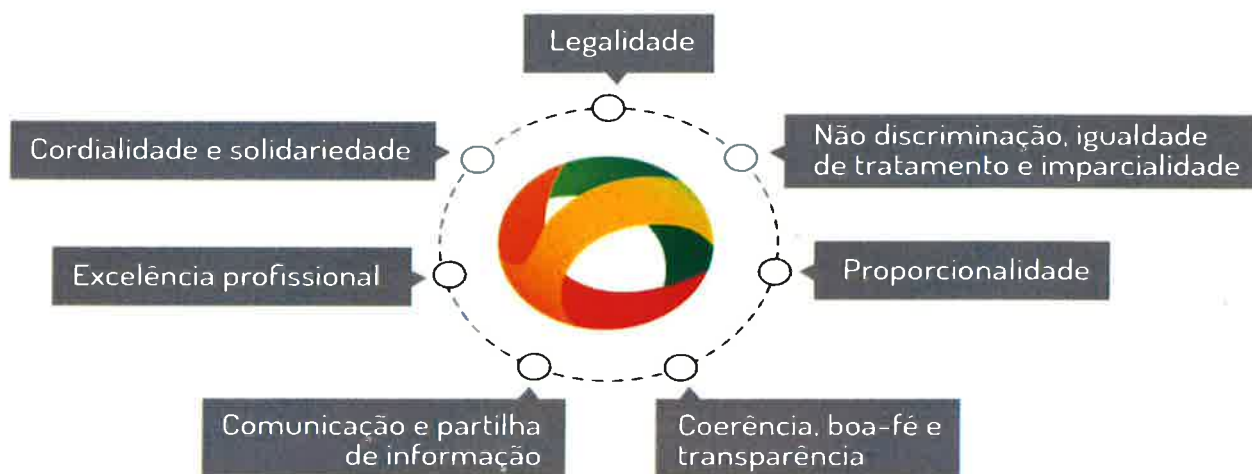 Legalidade
Cordialidade e solidariedade
Não discriminação, igualdade
de tratamento e imparcialidade
Excelência profissional
Proporcionalidade
Comunicação e partilha
de informação
Coerência, boa-fé e
transparência